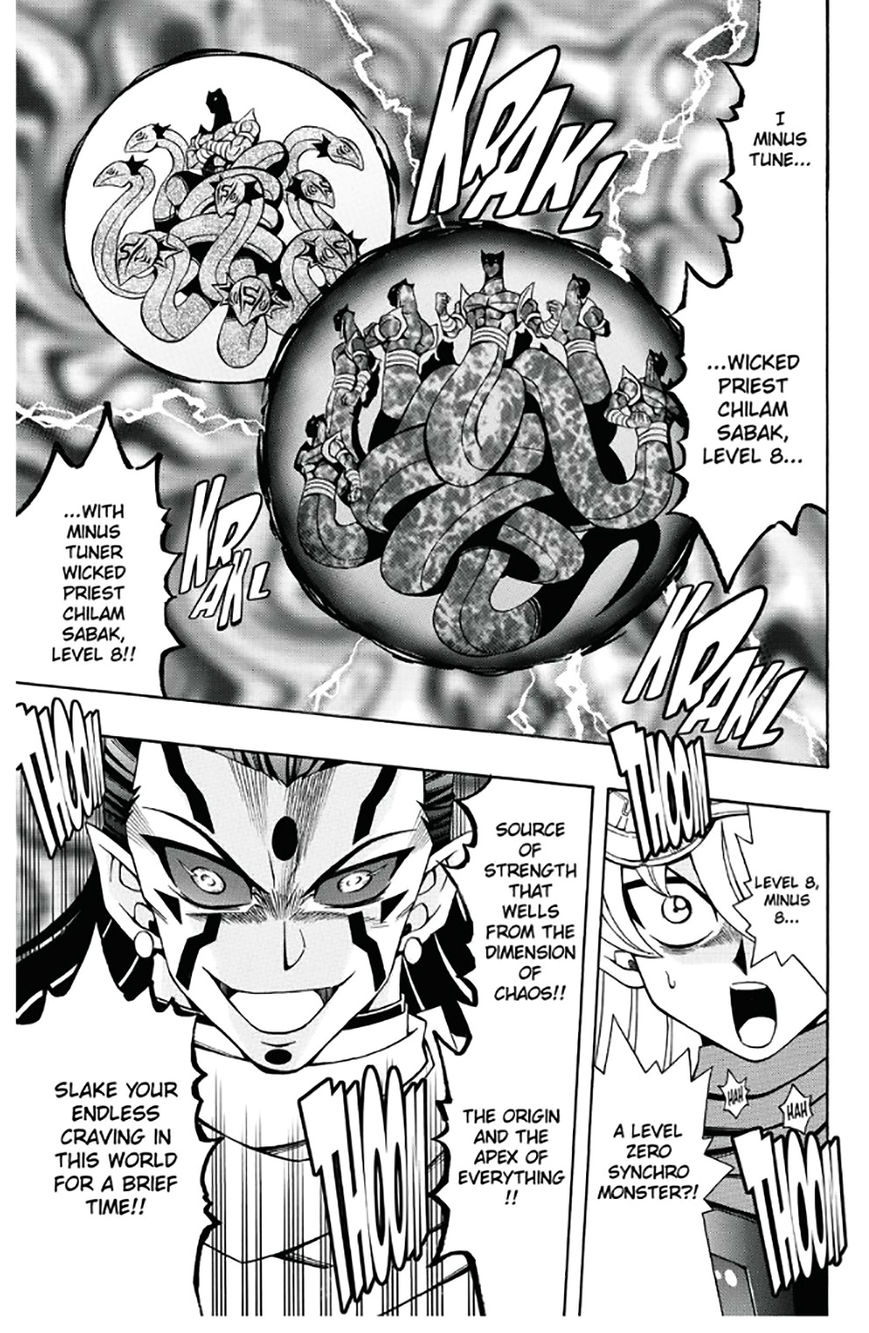 I
MINUS
TUNE...
KRAKL
...WICKED
PRIEST
CHILAM
SABAK,
LEVEL 8...
...WITH
MINUS
TUNER
WICKED
PRIEST
CHILAM
SABAK,
LEVEL 8!!
KRAKL
KRAKL
THOOM
LEVEL 8,
MINUS
8...
HAH
HAH
A LEVEL
ZERO
SYNCHRO
MONSTER?!
THOOM
SOURCE
OF
STRENGTH
THAT
WELLS
FROM THE
DIMENSION
OF
CHAOS!!
THOOM
THE ORIGIN
AND THE
APEX OF
EVERYTHING
!!
THOOM
SLAKE YOUR
ENDLESS
CRAVING IN
THIS WORLD
FOR A BRIEF
TIME!!